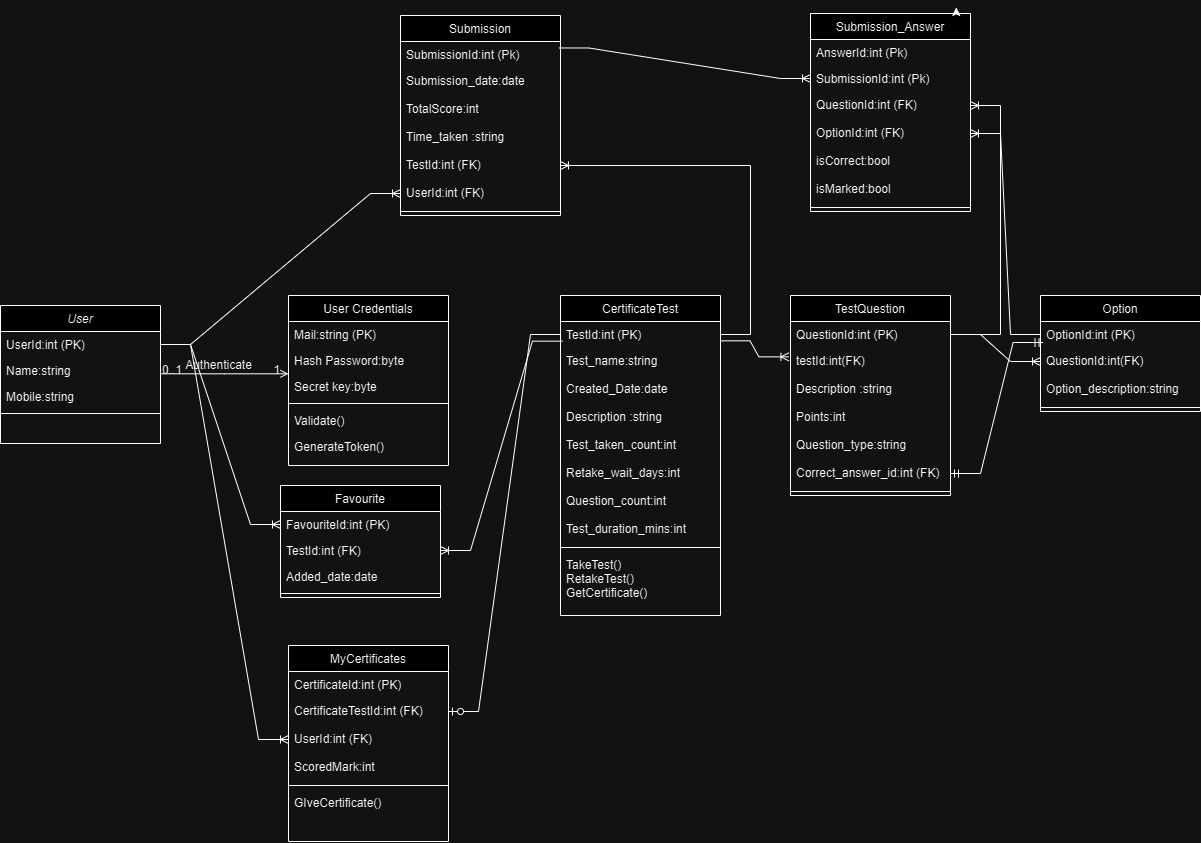 Submission
SubmissionId:int (Pk)
Submission_date:date
TotalScore:int
Time_taken :string
TestId:int (FK)
UserId:int (FK)
Submission_Answer
AnswerId:int (Pk)
SubmissionId:int (Pk)
QuestionId:int (FK)
OptionId:int (FK)
isCorrect:bool
isMarked:bool
User
UserId:int (PK)
Name:string
Mobile:string
Authenticate
0..1
1
User Credentials
Mail:string (PK)
Hash Password:byte
Secret key:byte
Validate()
GenerateToken()
CertificateTest
TestId:int (PK)
Test_name:string
Created_Date:date
Description :string
Test_taken_count:int
Retake_wait_days:int
Question_count:int
Test_duration_mins:int
TakeTest()
RetakeTest()
GetCertificate()
TestQuestion
QuestionId:int (PK)
testId:int(FK)
Description :string
Points:int
Question_type:string
Correct_answer_id:int (FK)
Option
OptionId:int (PK)
QuestionId:int(FK)
Option_description:string
Favourite
FavouriteId:int (PK)
TestId:int (FK)
Added_date:date
MyCertificates
CertificateId:int (PK)
CertificateTestId:int (FK)
UserId:int (FK)
ScoredMark:int
GIveCertificate()